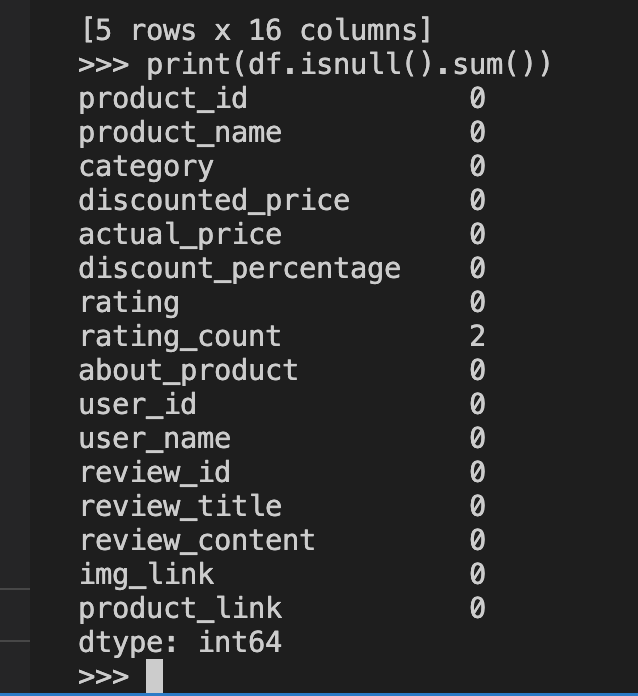 [5 rows x 16 columns]
>>> print(df.isnull().sum())
product_id             0
product_name           0
category               0
discounted_price       0
actual_price           0
discount_percentage    0
rating                 0
rating_count           2
about_product          0
user_id                0
user_name              0
review_id              0
review_title           0
review_content         0
img_link               0
product_link           0
dtype: int64
>>>